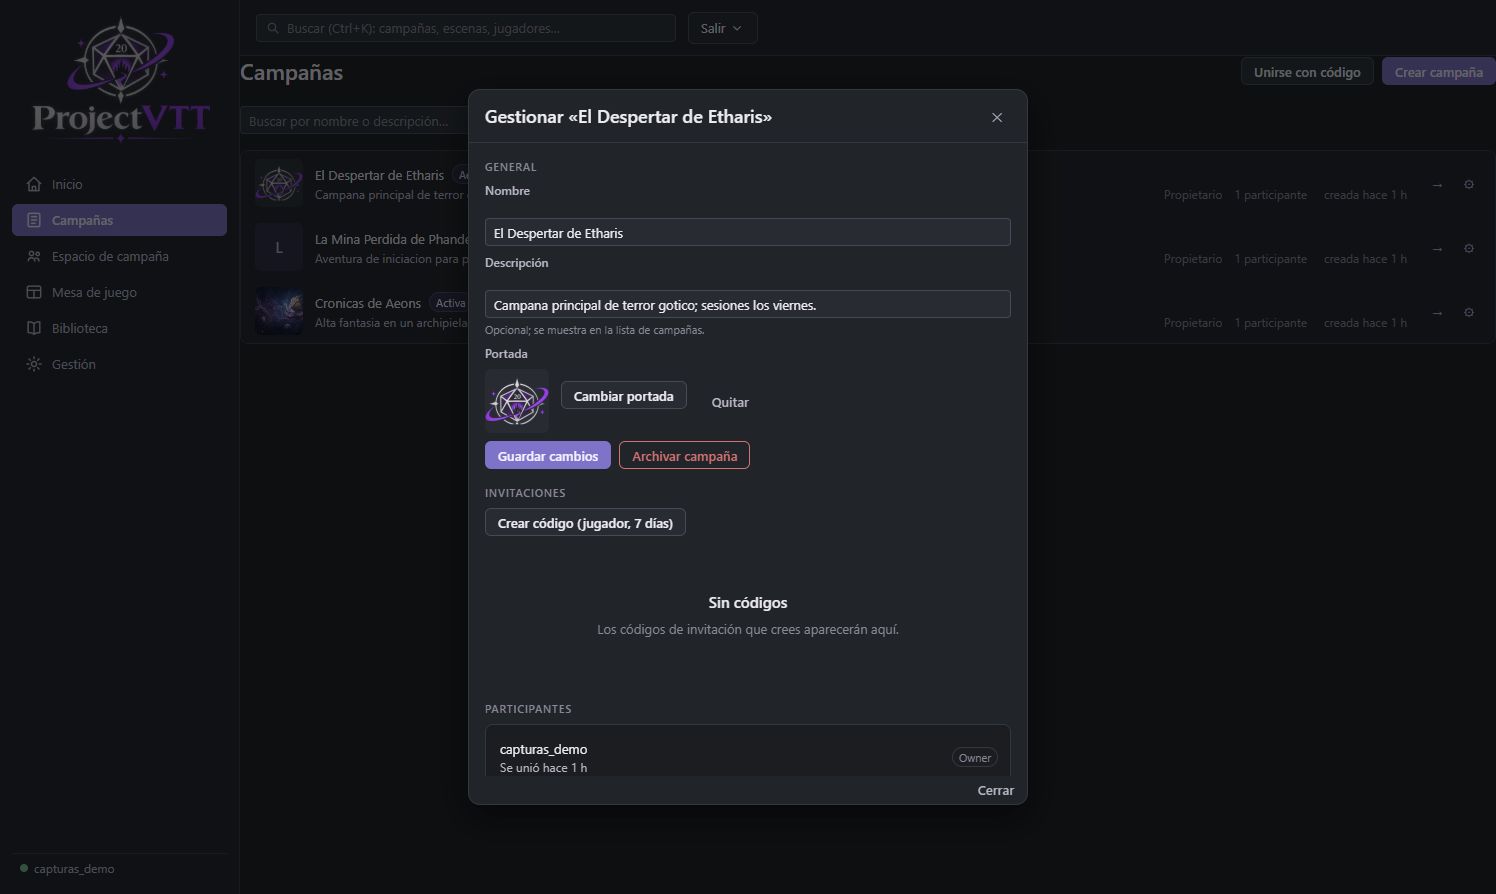 20
ProjectVTT
Inicio
Campañas
Espacio de campaña
Mesa de juego
Biblioteca
Gestión
capturas_demo
Buscar (Ctrl+K): campañas, escenas, jugadores...
Salir
Campañas
Unirse con código
Crear campaña
Buscar por nombre o descripción...
El Despertar de Etharis
Campana principal de terror
Propietario 1 participante creada hace 1 h
L
La Mina Perdida de Phande
Aventura de iniciacion para p
Propietario 1 participante creada hace 1 h
Cronicas de Aeons Activa
Alta fantasia en un archipiela
Propietario 1 participante creada hace 1 h
Gestionar «El Despertar de Etharis»
GENERAL
Nombre
El Despertar de Etharis
Descripción
Campana principal de terror gotico; sesiones los viernes.
Opcional; se muestra en la lista de campañas.
Portada
20
Cambiar portada
Quitar
Guardar cambios
Archivar campaña
INVITACIONES
Crear código (jugador, 7 días)
Sin códigos
Los códigos de invitación que crees aparecerán aquí.
PARTICIPANTES
capturas_demo
Owner
Se unió hace 1 h
Cerrar